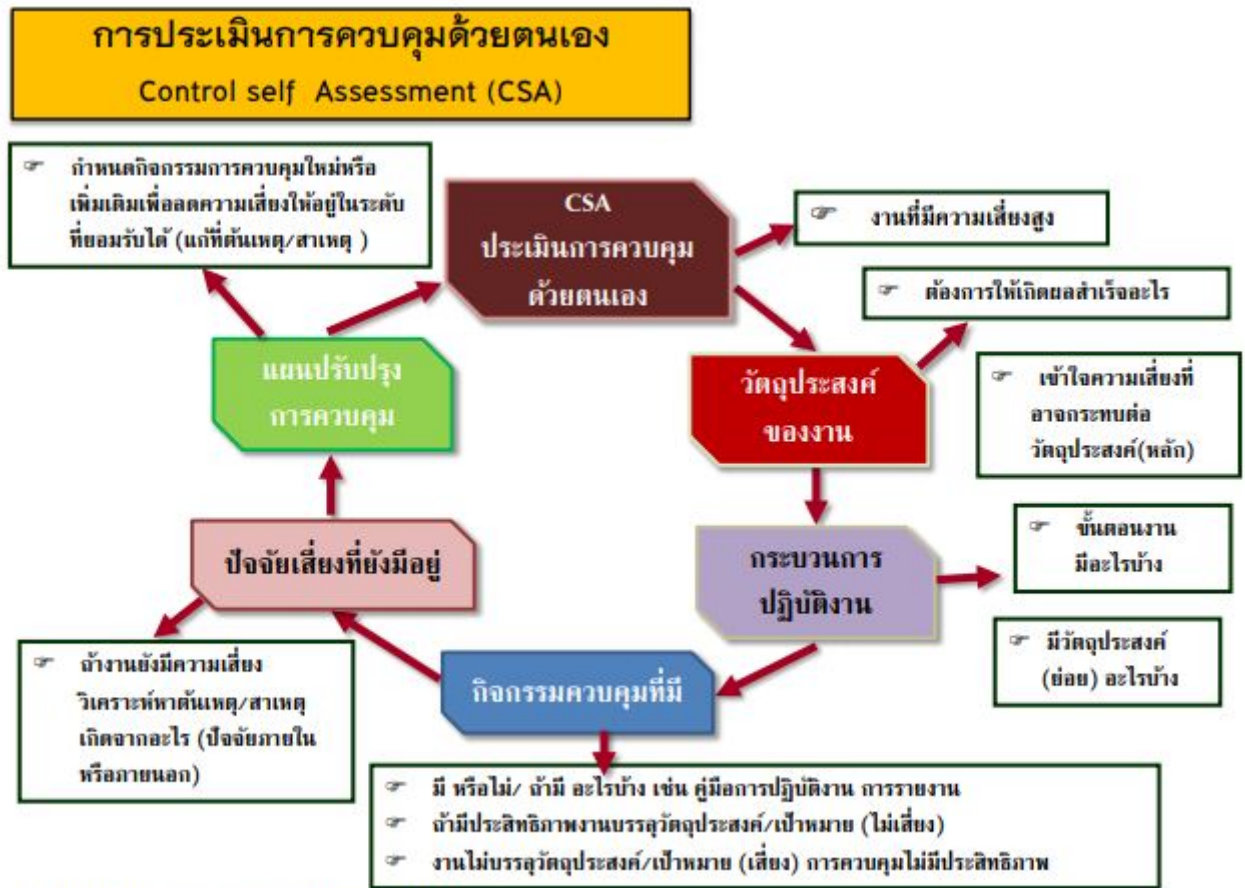 การประเมินการควบคุมด้วยตนเอง
Control self Assessment (CSA)
☞ กำหนดกิจกรรมการควบคุมใหม่หรือ
เพิ่มเติมเพื่อลดความเสี่ยงให้อยู่ในระดับ
ที่ยอมรับได้ (แก้ที่ต้นเหตุ/สาเหตุ )
CSA
ประเมินการควบคุม
ด้วยตนเอง
☞ งานที่มีความเสี่ยงสูง
☞ ต้องการให้เกิดผลสำเร็จอะไร
แผนปรับปรุง
การควบคุม
วัตถุประสงค์
ของงาน
☞ เข้าใจความเสี่ยงที่
อาจกระทบต่อ
วัตถุประสงค์(หลัก)
ปัจจัยเสี่ยงที่ยังมีอยู่
กระบวนการ
ปฏิบัติงาน
☞ ขั้นตอนงาน
มีอะไรบ้าง
☞ มีวัตถุประสงค์
(ย่อย) อะไรบ้าง
☞ ถ้างานยังมีความเสี่ยง
วิเคราะห์หาต้นเหตุ/สาเหตุ
เกิดจากอะไร (ปัจจัยภายใน
หรือภายนอก)
กิจกรรมควบคุมที่มี
☞ มี หรือไม่/ ถ้ามี อะไรบ้าง เช่น คู่มือการปฏิบัติงาน การรายงาน
☞ ถ้ามีประสิทธิภาพงานบรรลุวัตถุประสงค์/เป้าหมาย (ไม่เสี่ยง)
☞ งานไม่บรรลุวัตถุประสงค์/เป้าหมาย (เสี่ยง) การควบคุมไม่มีประสิทธิภาพ